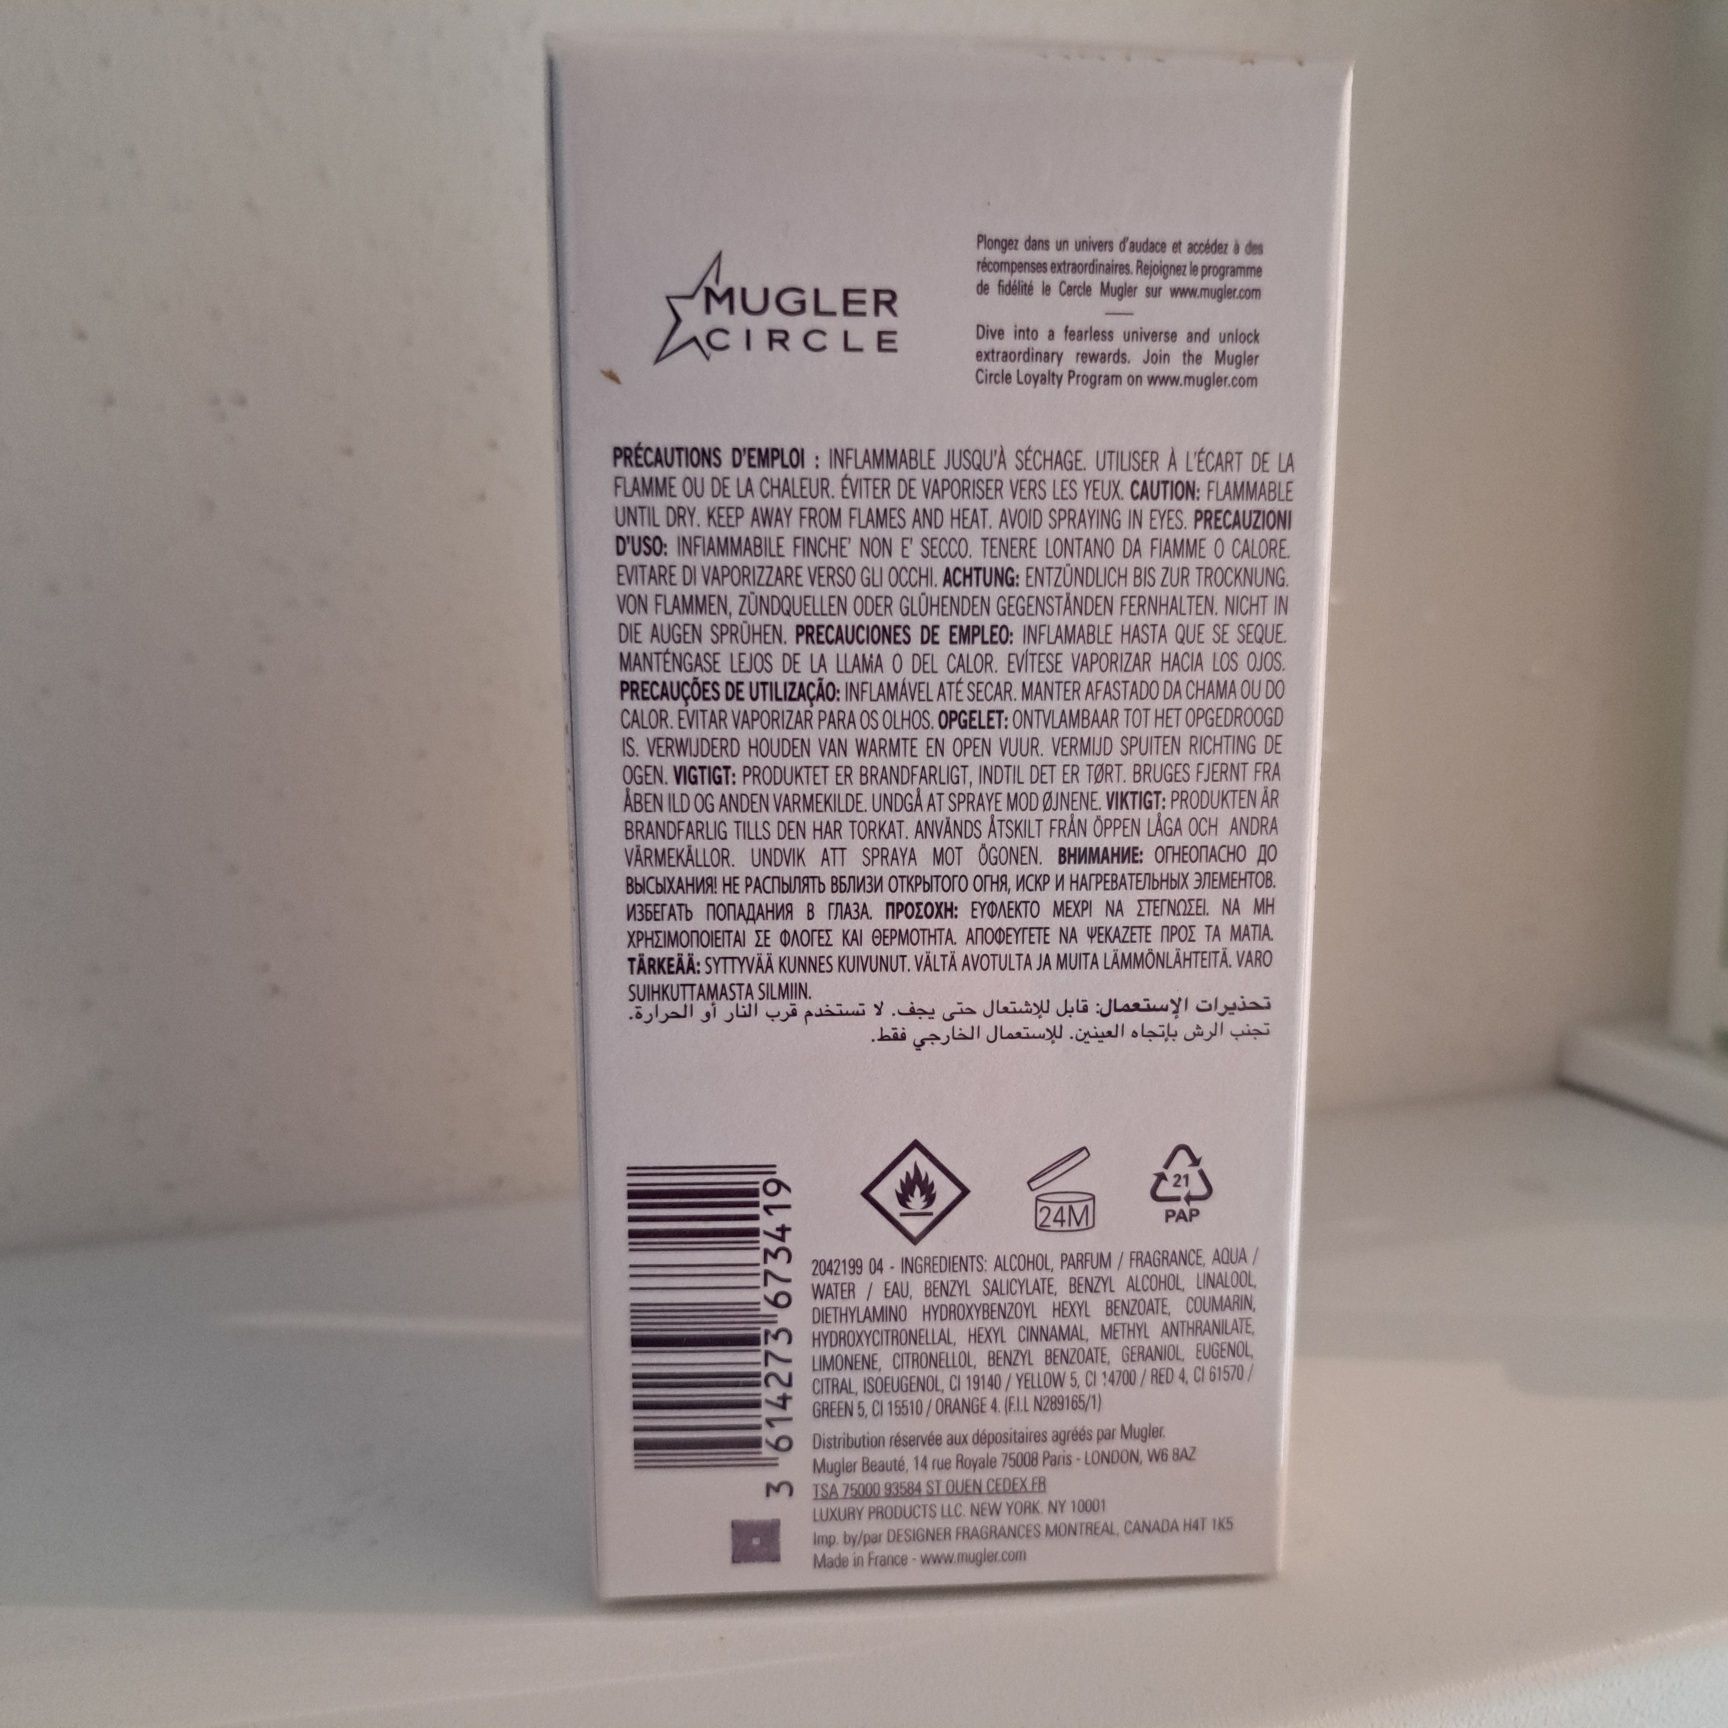 MUGLER
CIRCLE
Plongez dans un univers d'audace et accédez à des
récompenses extraordinaires. Rejoignez le programme
de fidélité le Cercle Mugler sur www.mugler.com
Dive into a fearless universe and unlock
extraordinary rewards. Join the Mugler
Circle Loyalty Program on www.mugler.com
PRÉCAUTIONS D'EMPLOI : INFLAMMABLE JUSQU'À SÉCHAGE. UTILISER À L'ÉCART DE LA
FLAMME OU DE LA CHALEUR. ÉVITER DE VAPORISER VERS LES YEUX. CAUTION: FLAMMABLE
UNTIL DRY. KEEP AWAY FROM FLAMES AND HEAT. AVOID SPRAYING IN EYES. PRECAUZIONI
D'USO: INFIAMMABILE FINCHE' NON E' SECCO. TENERE LONTANO DA FIAMME O CALORE.
EVITARE DI VAPORIZZARE VERSO GLI OCCHI. ACHTUNG: ENTZÜNDLICH BIS ZUR TROCKNUNG.
VON FLAMMEN, ZÜNDQUELLEN ODER GLÜHENDEN GEGENSTÄNDEN FERNHALTEN. NICHT IN
DIE AUGEN SPRÜHEN. PRECAUCIONES DE EMPLEO: INFLAMABLE HASTA QUE SE SEQUE.
MANTÉNGASE LEJOS DE LA LLAMA O DEL CALOR. EVÍTESE VAPORIZAR HACIA LOS OJOS.
PRECAUÇÕES DE UTILIZAÇÃO: INFLAMÁVEL ATÉ SECAR. MANTER AFASTADO DA CHAMA OU DO
CALOR. EVITAR VAPORIZAR PARA OS OLHOS. OPGELET: ONTVLAMBAAR TOT HET OPGEDROOGD
IS. VERWIJDERD HOUDEN VAN WARMTE EN OPEN VUUR. VERMIJD SPUITEN RICHTING DE
OGEN. VIGTIGT: PRODUKTET ER BRANDFARLIGT, INDTIL DET ER TØRT. BRUGES FJERNT FRA
ÅBEN ILD OG ANDEN VARMEKILDE. UNDGÅ AT SPRAYE MOD ØJNENE. VIKTIGT: PRODUKTEN ÄR
BRANDFARLIG TILLS DEN HAR TORKAT. ANVÄNDS ÅTSKILT FRÅN ÖPPEN LÅGA OCH ANDRA
VÄRMEKÄLLOR. UNDVIK ATT SPRAYA MOT ÖGONEN. ВНИМАНИЕ: ОГНЕОПАСНО ДО
ВЫСЫХАНИЯ! НЕ РАСПЫЛЯТЬ ВБЛИЗИ ОТКРЫТОГО ОГНЯ, ИСКР И НАГРЕВАТЕЛЬНЫХ ЭЛЕМЕНТОВ.
ИЗБЕГАТЬ ПОПАДАНИЯ В ГЛАЗА. ΠΡΟΣΟΧΗ: ΕΥΦΛΕΚΤΟ ΜΕΧΡΙ ΝΑ ΣΤΕΓΝΩΣΕΙ. ΝΑ ΜΗ
ΧΡΗΣΙΜΟΠΟΙΕΙΤΑΙ ΣΕ ΦΛΟΓΕΣ ΚΑΙ ΘΕΡΜΟΤΗΤΑ. ΑΠΟΦΕΥΓΕΤΕ ΝΑ ΨΕΚΑΖΕΤΕ ΠΡΟΣ ΤΑ ΜΑΤΙΑ.
TÄRKEÄÄ: SYTTYVÄÄ KUNNES KUIVUNUT. VÄLTÄ AVOTULTA JA MUITA LÄMMÖNLÄHTEITÄ. VARO
SUIHKUTTAMASTA SILMIIN.
تحذيرات الإستعمال: قابل للإشتعال حتى يجف. لا تستخدم قرب النار أو الحرارة.
تجنب الرش بإتجاه العينين. للإستعمال الخارجي فقط.
3 614273 673419
24M
21
PAP
2042199 04 - INGREDIENTS: ALCOHOL, PARFUM / FRAGRANCE, AQUA /
WATER / EAU, BENZYL SALICYLATE, BENZYL ALCOHOL, LINALOOL,
DIETHYLAMINO HYDROXYBENZOYL HEXYL BENZOATE, COUMARIN,
HYDROXYCITRONELLAL, HEXYL CINNAMAL, METHYL ANTHRANILATE,
LIMONENE, CITRONELLOL, BENZYL BENZOATE, GERANIOL, EUGENOL,
CITRAL, ISOEUGENOL, CI 19140 / YELLOW 5, CI 14700 / RED 4, CI 61570 /
GREEN 5, CI 15510 / ORANGE 4. (F.I.L N289165/1)
Distribution réservée aux dépositaires agréés par Mugler.
Mugler Beauté, 14 rue Royale 75008 Paris - LONDON, W6 8AZ
TSA 75000 93584 ST OUEN CEDEX FR
LUXURY PRODUCTS LLC. NEW YORK. NY 10001
Imp. by/par DESIGNER FRAGRANCES MONTREAL, CANADA H4T 1K5
Made in France - www.mugler.com